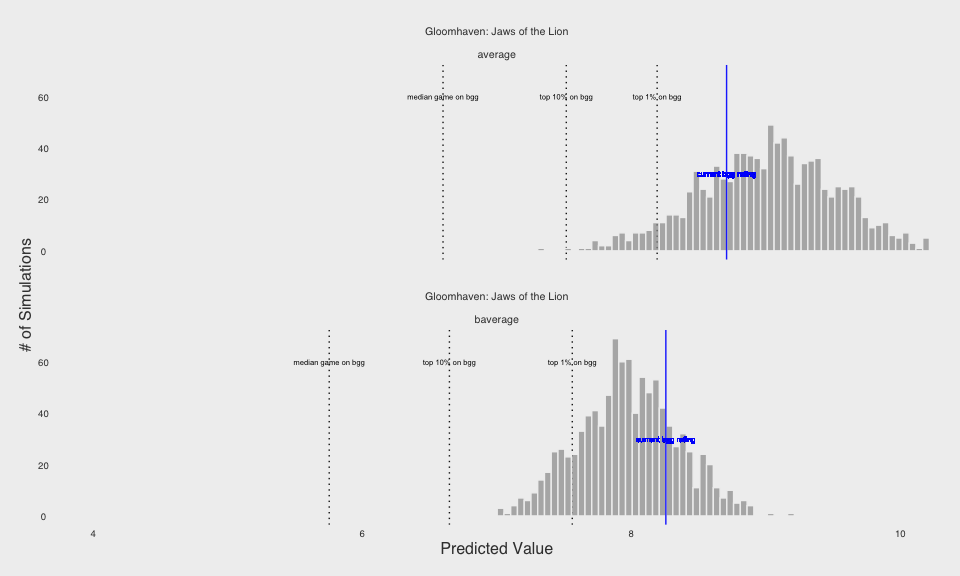 Gloomhaven: Jaws of the Lion
average
median game on bgg
top 10% on bgg
top 1% on bgg
current bgg rating
60
40
20
0
Gloomhaven: Jaws of the Lion
baverage
median game on bgg
top 10% on bgg
top 1% on bgg
current bgg rating
60
40
20
0
# of Simulations
4
6
8
10
Predicted Value